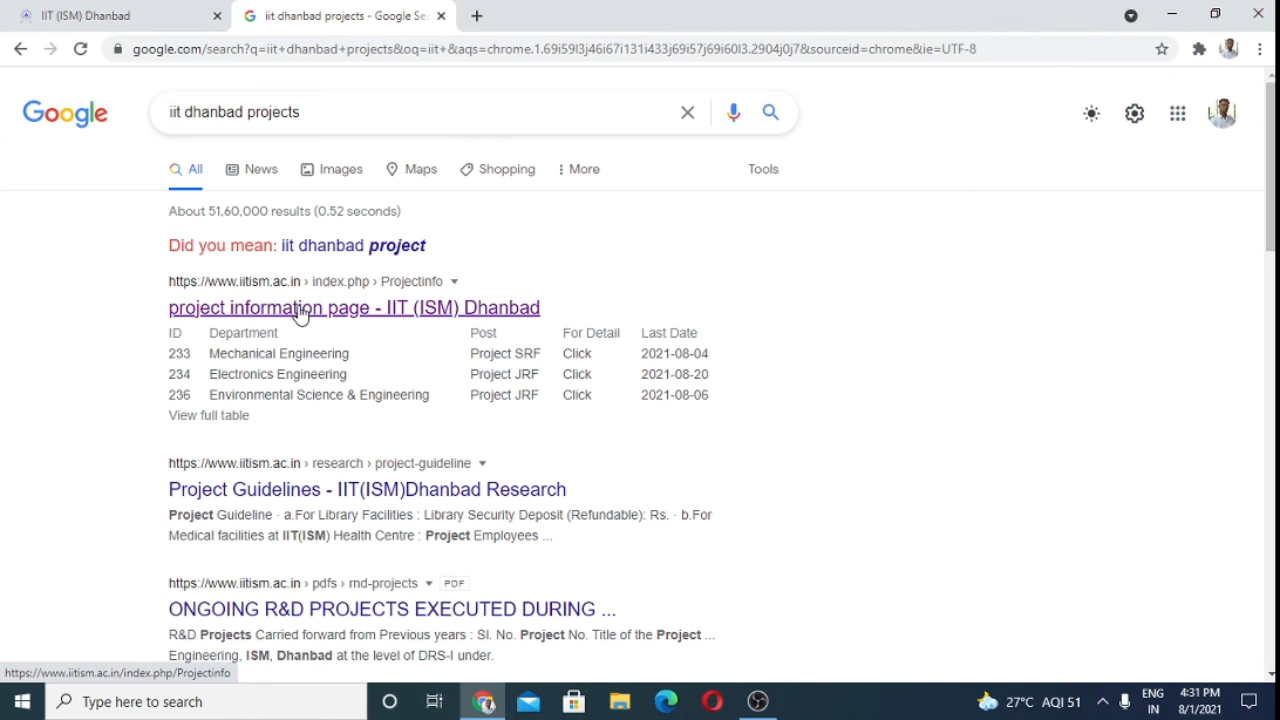 IIT (ISM) Dhanbad
iit dhanbad projects - Google Se
google.com/search?q=iit+dhanbad+projects&oq=iit+&aqs=chrome.1.69i59l3j46i67i131i433j69i57j69i60l3.2904j0j7&sourceid=chrome&ie=UTF-8
Google
iit dhanbad projects
All News Images Maps Shopping More Tools
About 51,60,000 results (0.52 seconds)
Did you mean: iit dhanbad project
https://www.iitism.ac.in › index.php › Projectinfo
project information page - IIT (ISM) Dhanbad
ID Department Post For Detail Last Date
233 Mechanical Engineering Project SRF Click 2021-08-04
234 Electronics Engineering Project JRF Click 2021-08-20
236 Environmental Science & Engineering Project JRF Click 2021-08-06
View full table
https://www.iitism.ac.in › research › project-guideline
Project Guidelines - IIT(ISM)Dhanbad Research
Project Guideline · a.For Library Facilities : Library Security Deposit (Refundable): Rs. · b.For
Medical facilities at IIT(ISM) Health Centre : Project Employees ...
https://www.iitism.ac.in › pdfs › rnd-projects PDF
ONGOING R&D PROJECTS EXECUTED DURING ...
R&D Projects Carried forward from Previous years : Sl. No. Project No. Title of the Project ...
Engineering, ISM, Dhanbad at the level of DRS-I under.
https://www.iitism.ac.in/index.php/Projectinfo
Type here to search
27°C AQI 51
ENG
IN
4:31 PM
8/1/2021